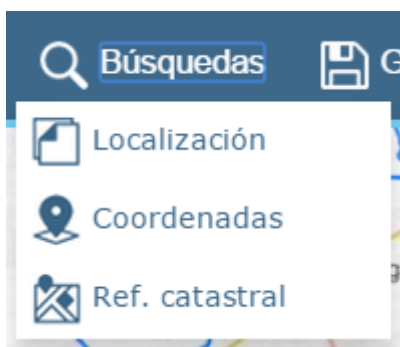 Búsquedas G
Localización
Coordenadas
Ref. catastral